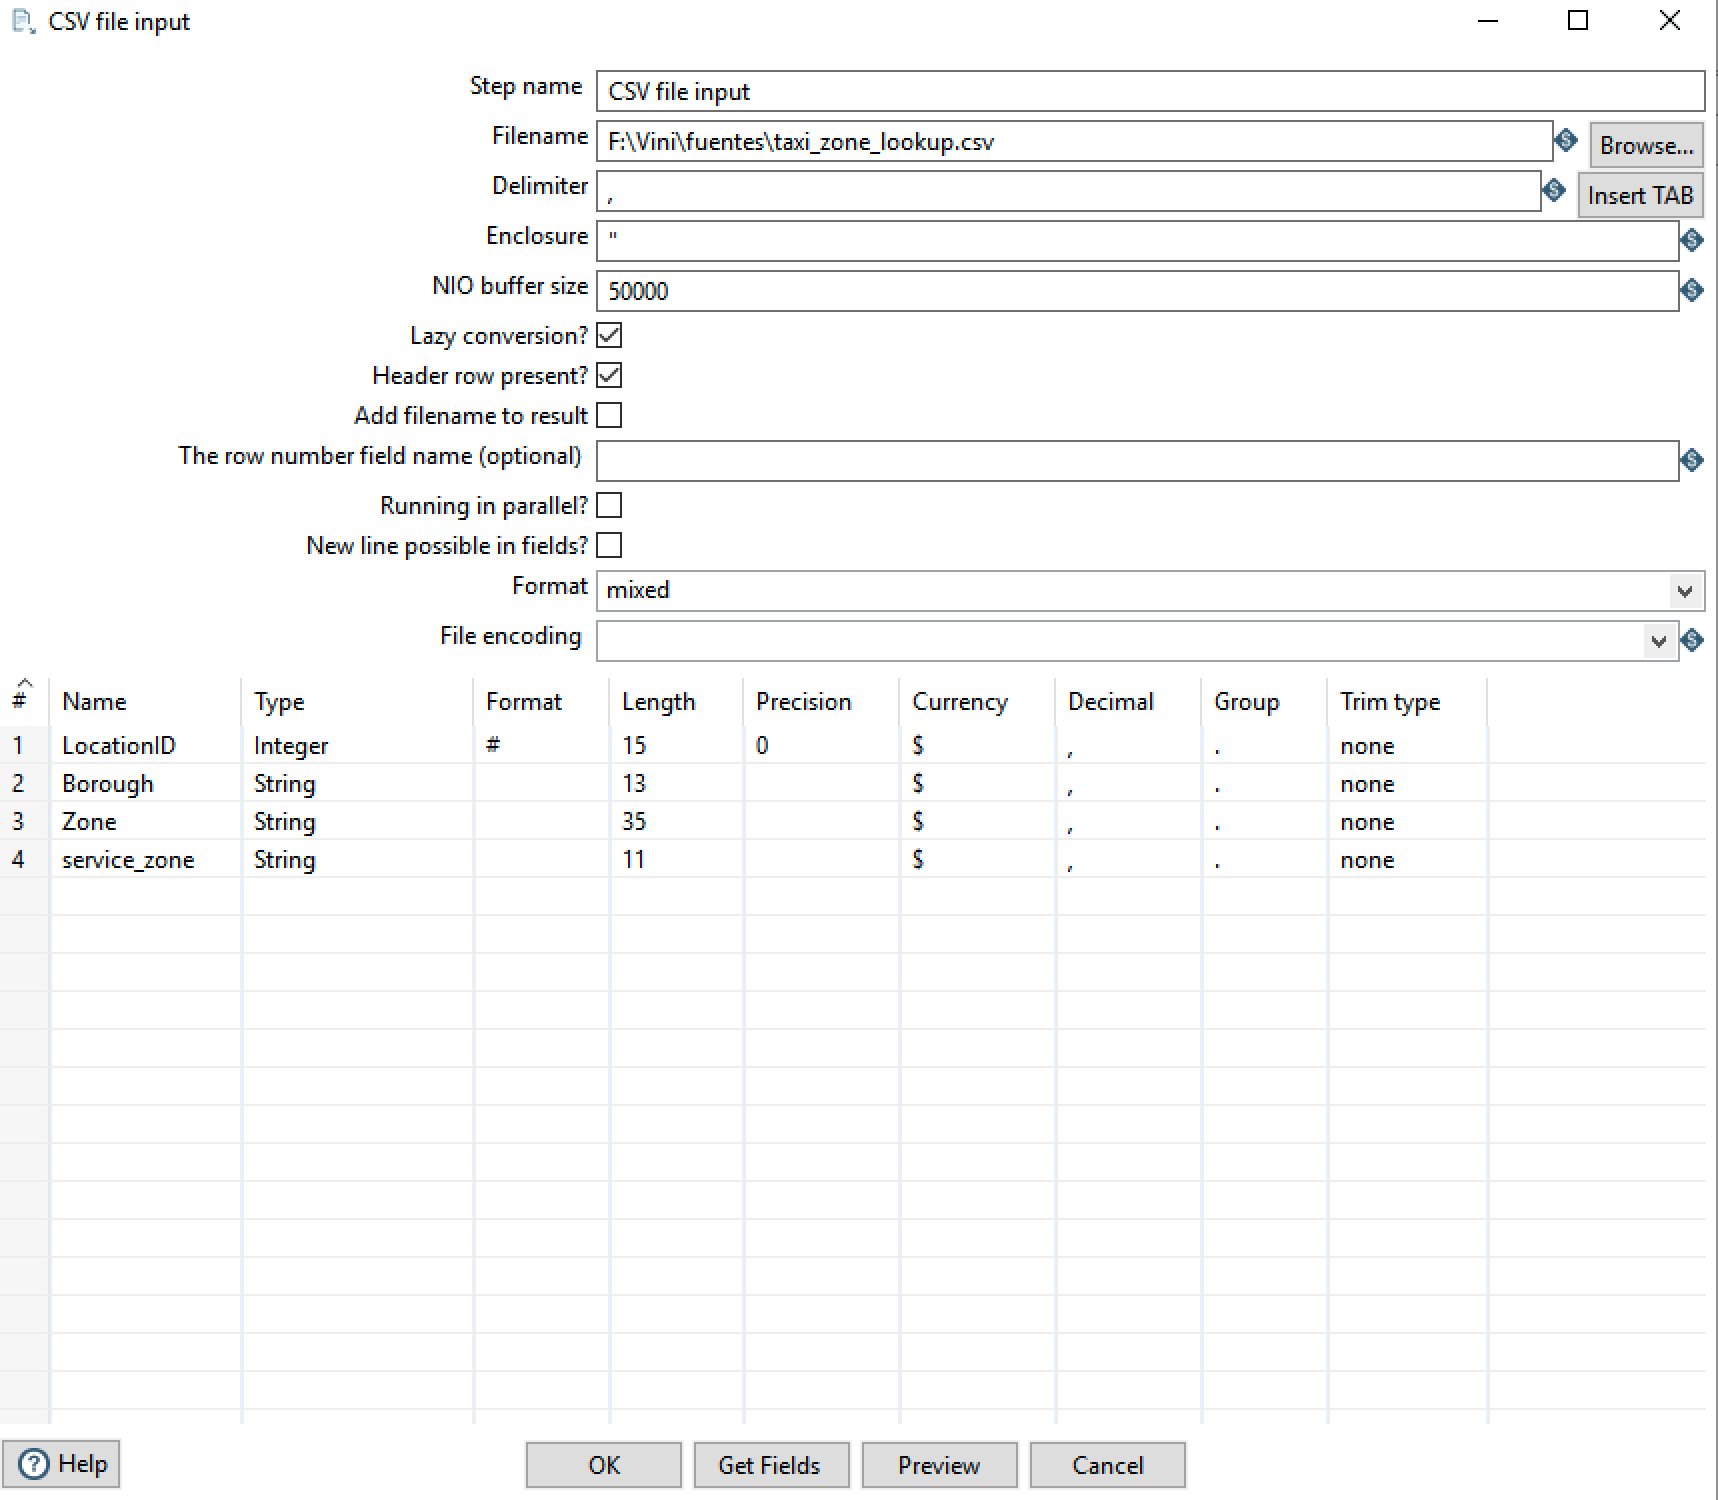 CSV file input
Step name CSV file input
Filename F:\Vini\fuentes\taxi_zone_lookup.csv Browse...
Delimiter , Insert TAB
Enclosure "
NIO buffer size 50000
Lazy conversion?
Header row present?
Add filename to result
The row number field name (optional)
Running in parallel?
New line possible in fields?
Format mixed
File encoding
# Name Type Format Length Precision Currency Decimal Group Trim type
1 LocationID Integer # 15 0 $ , . none
2 Borough String 13 $ , . none
3 Zone String 35 $ , . none
4 service_zone String 11 $ , . none
Help OK Get Fields Preview Cancel